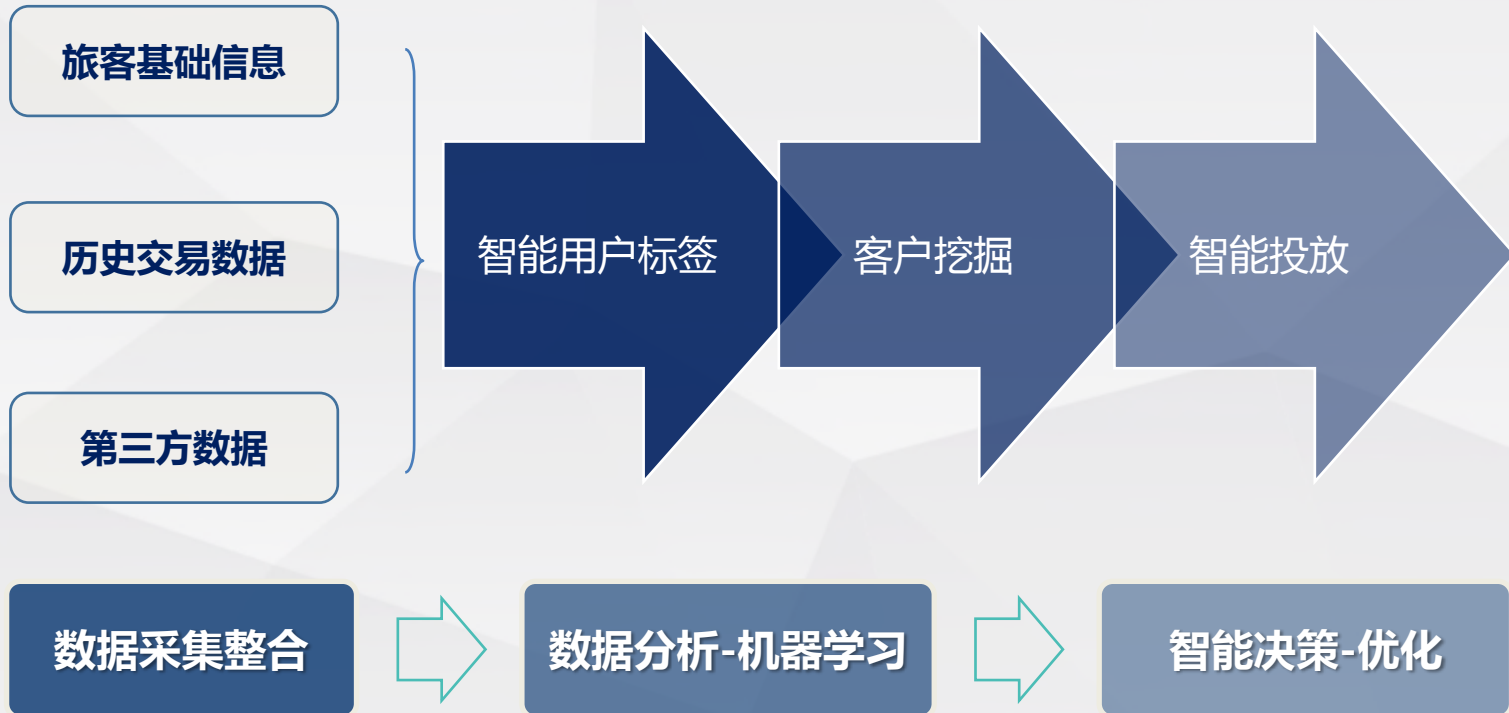 旅客基础信息
历史交易数据
第三方数据
智能用户标签
客户挖掘
智能投放
数据采集整合
数据分析-机器学习
智能决策-优化